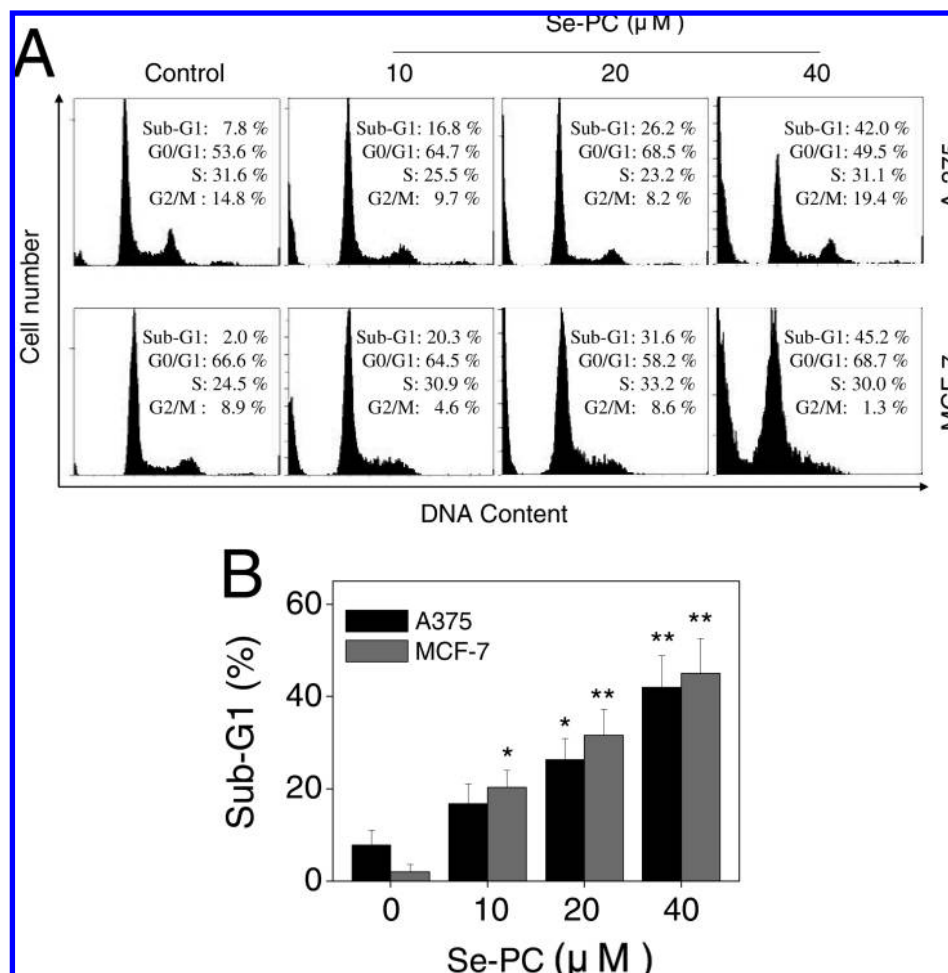 A
Se-PC (μ M )
Control
10
20
40
Sub-G1: 7.8 %
G0/G1: 53.6 %
S: 31.6 %
G2/M : 14.8 %
Sub-G1: 16.8 %
G0/G1: 64.7 %
S: 25.5 %
G2/M: 9.7 %
Sub-G1: 26.2 %
G0/G1: 68.5 %
S: 23.2 %
G2/M: 8.2 %
Sub-G1: 42.0 %
G0/G1: 49.5 %
S: 31.1 %
G2/M: 19.4 %
Sub-G1: 2.0 %
G0/G1: 66.6 %
S: 24.5 %
G2/M : 8.9 %
Sub-G1: 20.3 %
G0/G1: 64.5 %
S: 30.9 %
G2/M: 4.6 %
Sub-G1: 31.6 %
G0/G1: 58.2 %
S: 33.2 %
G2/M: 8.6 %
Sub-G1: 45.2 %
G0/G1: 68.7 %
S: 30.0 %
G2/M: 1.3 %
Cell number
A-375
MCF-7
DNA Content
B
A375
MCF-7
*
*
**
**
**
60
40
20
0
Sub-G1 (%)
0
10
20
40
Se-PC (μ M )